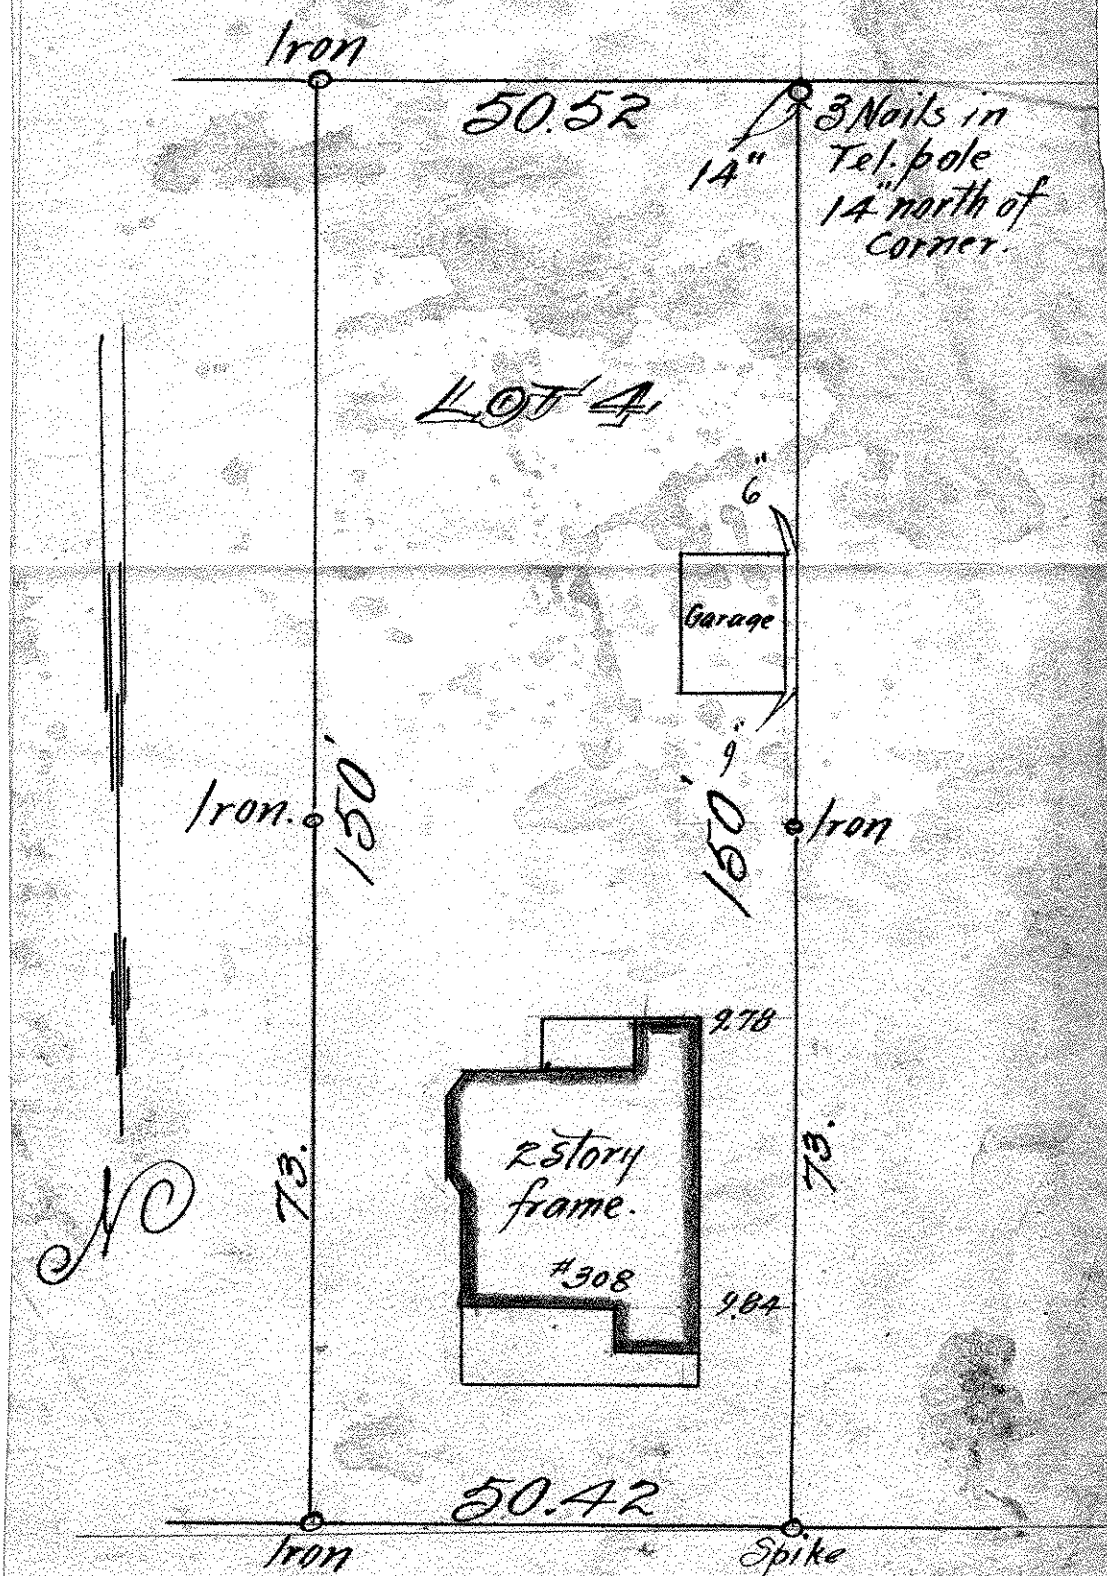 Iron
50.52
14"
3 Nails in
Tel. pole
14" north of
Corner.
LOT 4,
6"
Garage
9"
Iron.
150'
150'
Iron
9.78
2 story
frame.
73.
73.
#308
9.84
N
50.42
Iron
Spike